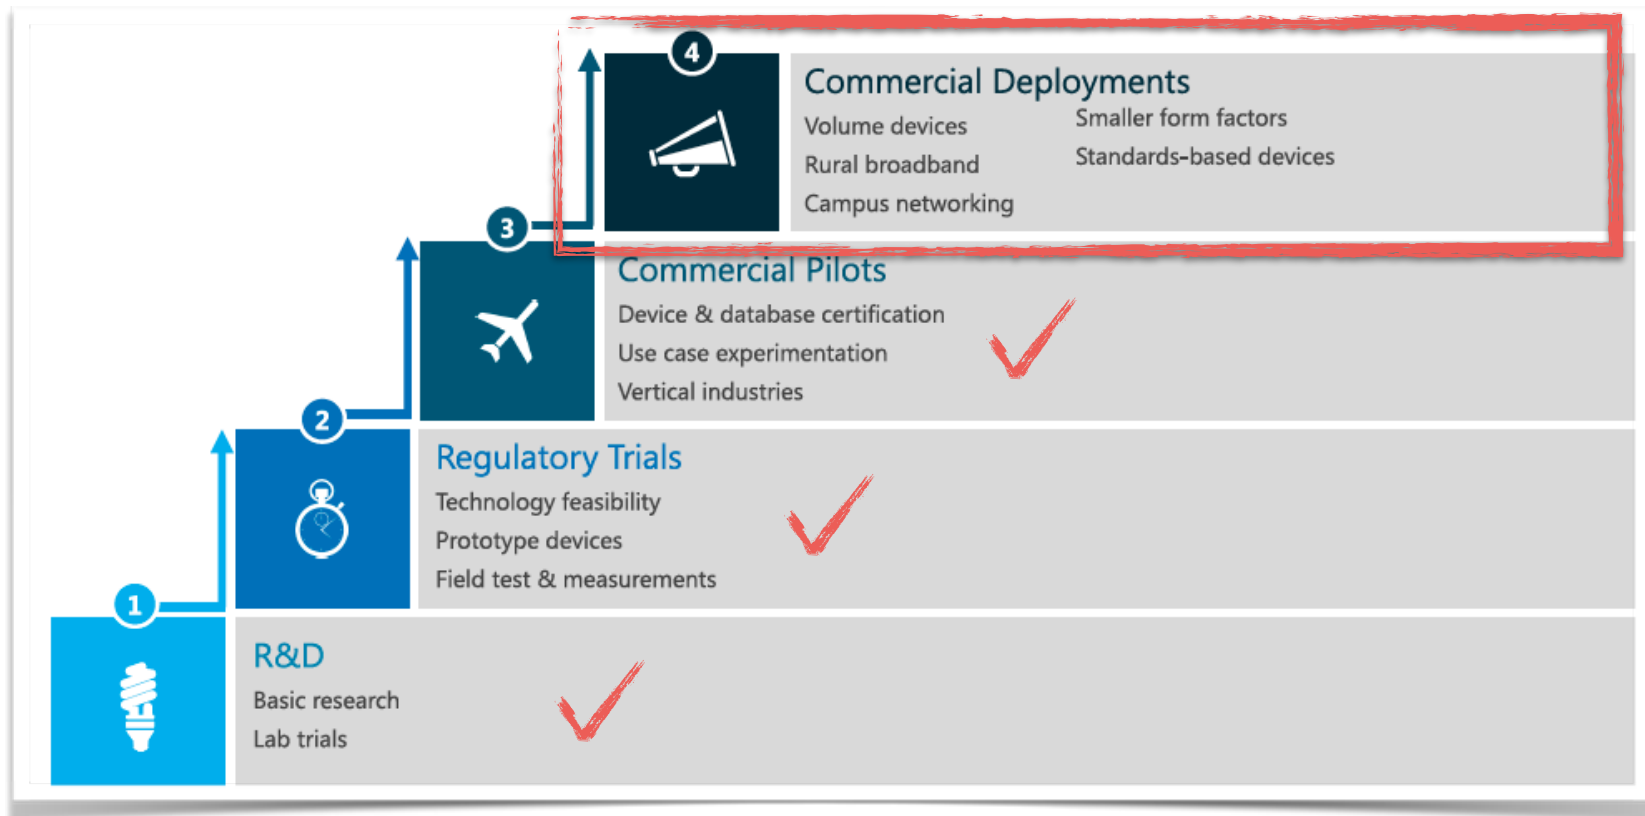 4
Commercial Deployments
Volume devices
Rural broadband
Campus networking
Smaller form factors
Standards-based devices
3
Commercial Pilots
Device & database certification
Use case experimentation
Vertical industries
2
Regulatory Trials
Technology feasibility
Prototype devices
Field test & measurements
1
R&D
Basic research
Lab trials